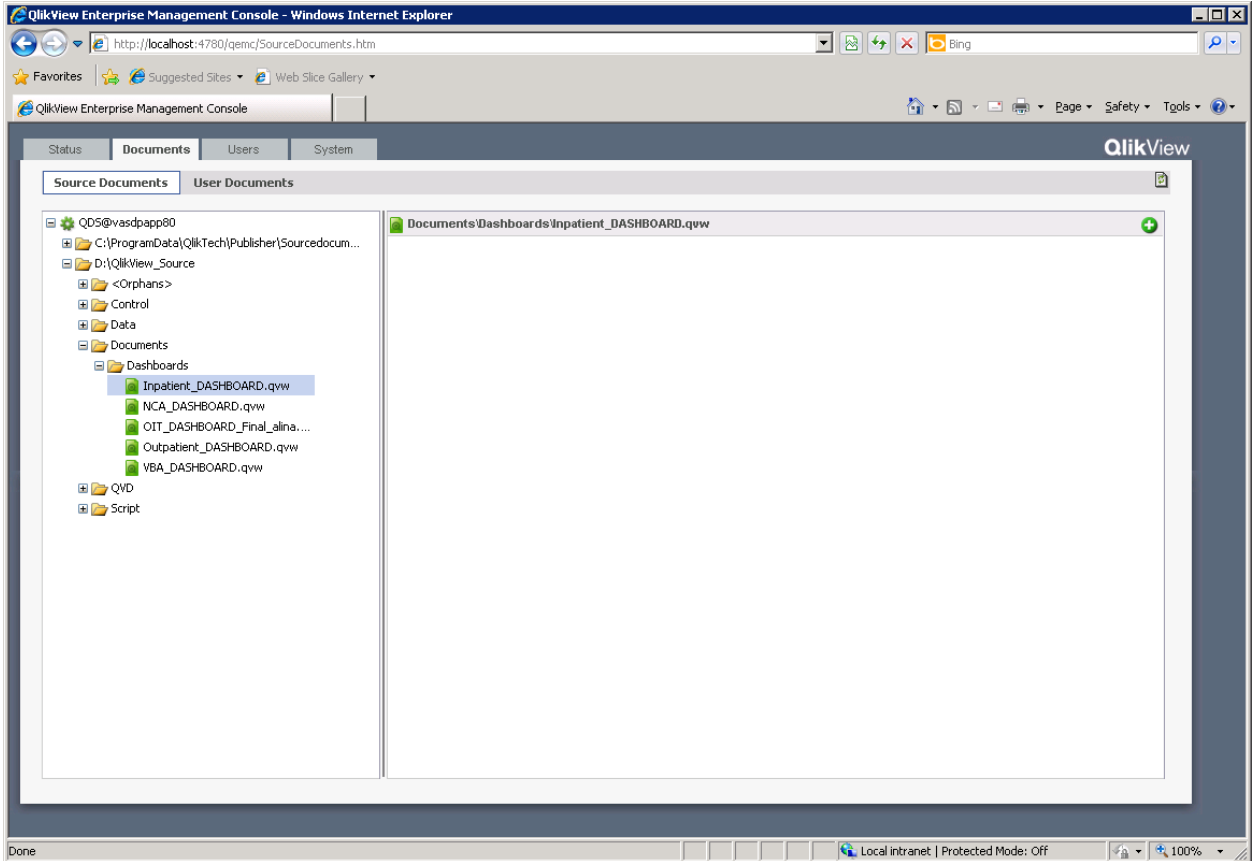 QlikView Enterprise Management Console - Windows Internet Explorer
http://localhost:4780/qemc/SourceDocuments.htm
Bing
Favorites
Suggested Sites
Web Slice Gallery
QlikView Enterprise Management Console
Page
Safety
Tools
Status
Documents
Users
System
QlikView
Source Documents
User Documents
QDS@vasdpapp80
C:\ProgramData\QlikTech\Publisher\Sourcedocum...
D:\QlikView_Source
<Orphans>
Control
Data
Documents
Dashboards
Inpatient_DASHBOARD.qvw
NCA_DASHBOARD.qvw
OIT_DASHBOARD_Final_alina....
Outpatient_DASHBOARD.qvw
VBA_DASHBOARD.qvw
QVD
Script
Documents\Dashboards\Inpatient_DASHBOARD.qvw
Done
Local intranet | Protected Mode: Off
100%